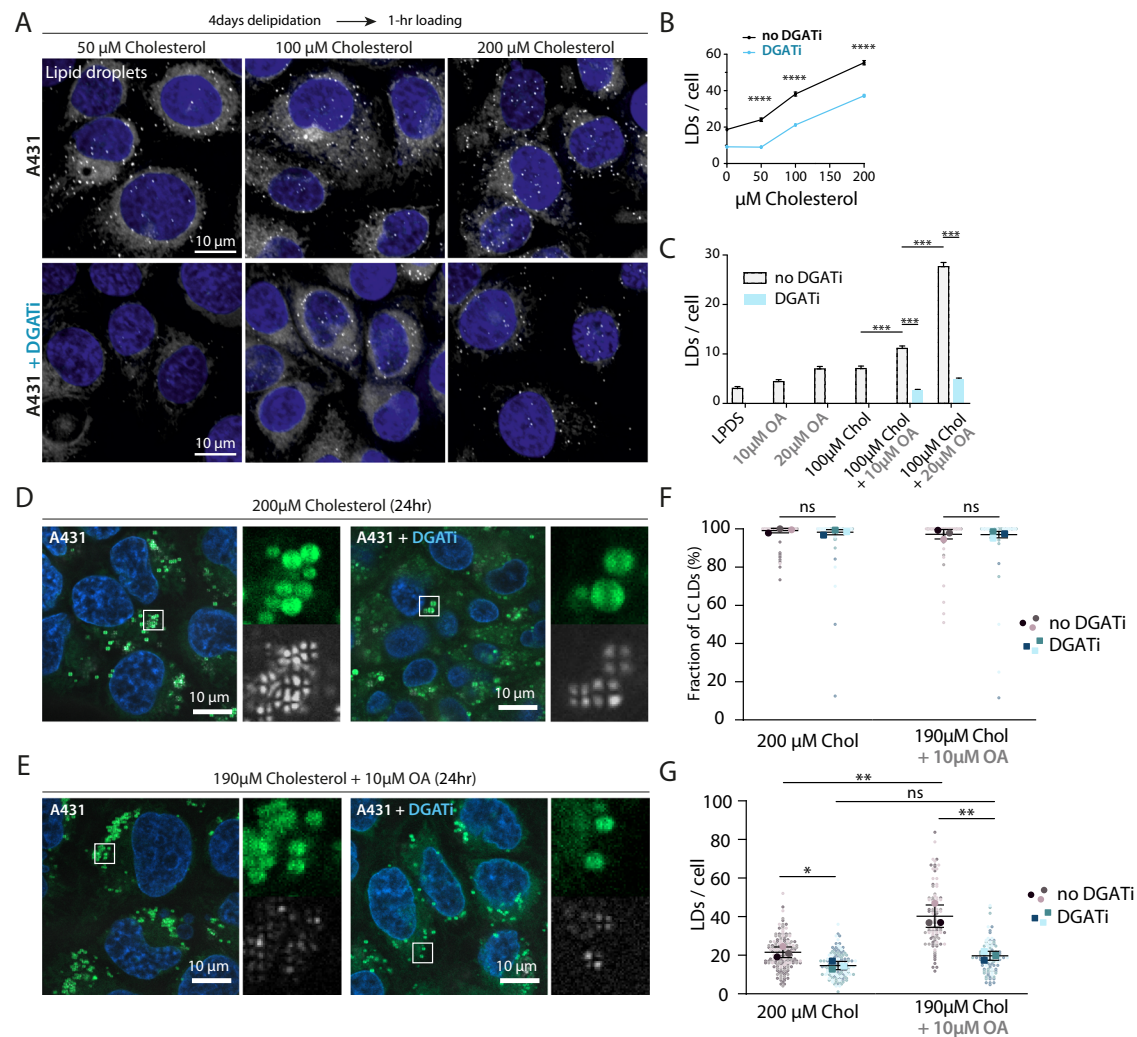 A
4days delipidation → 1-hr loading
50 µM Cholesterol
100 µM Cholesterol
200 µM Cholesterol
Lipid droplets
A431
10 µm
A431 + DGATi
10 µm
B
no DGATi
DGATi
LDs / cell
60
40
20
0
****
****
****
0
50
100
150
200
µM Cholesterol
C
no DGATi
DGATi
LDs / cell
30
20
10
0
***
***
***
***
LPDS
10µM OA
20µM OA
100µM Chol
100µM Chol
+ 10µM OA
100µM Chol
+ 20µM OA
D
200µM Cholesterol (24hr)
A431
10 µm
A431 + DGATi
10 µm
E
190µM Cholesterol + 10µM OA (24hr)
A431
10 µm
A431 + DGATi
10 µm
F
ns
ns
Fraction of LC LDs (%)
100
80
60
40
20
0
no DGATi
DGATi
200 µM Chol
190µM Chol
+ 10µM OA
G
**
ns
**
*
LDs / cell
100
80
60
40
20
0
no DGATi
DGATi
200 µM Chol
190µM Chol
+ 10µM OA